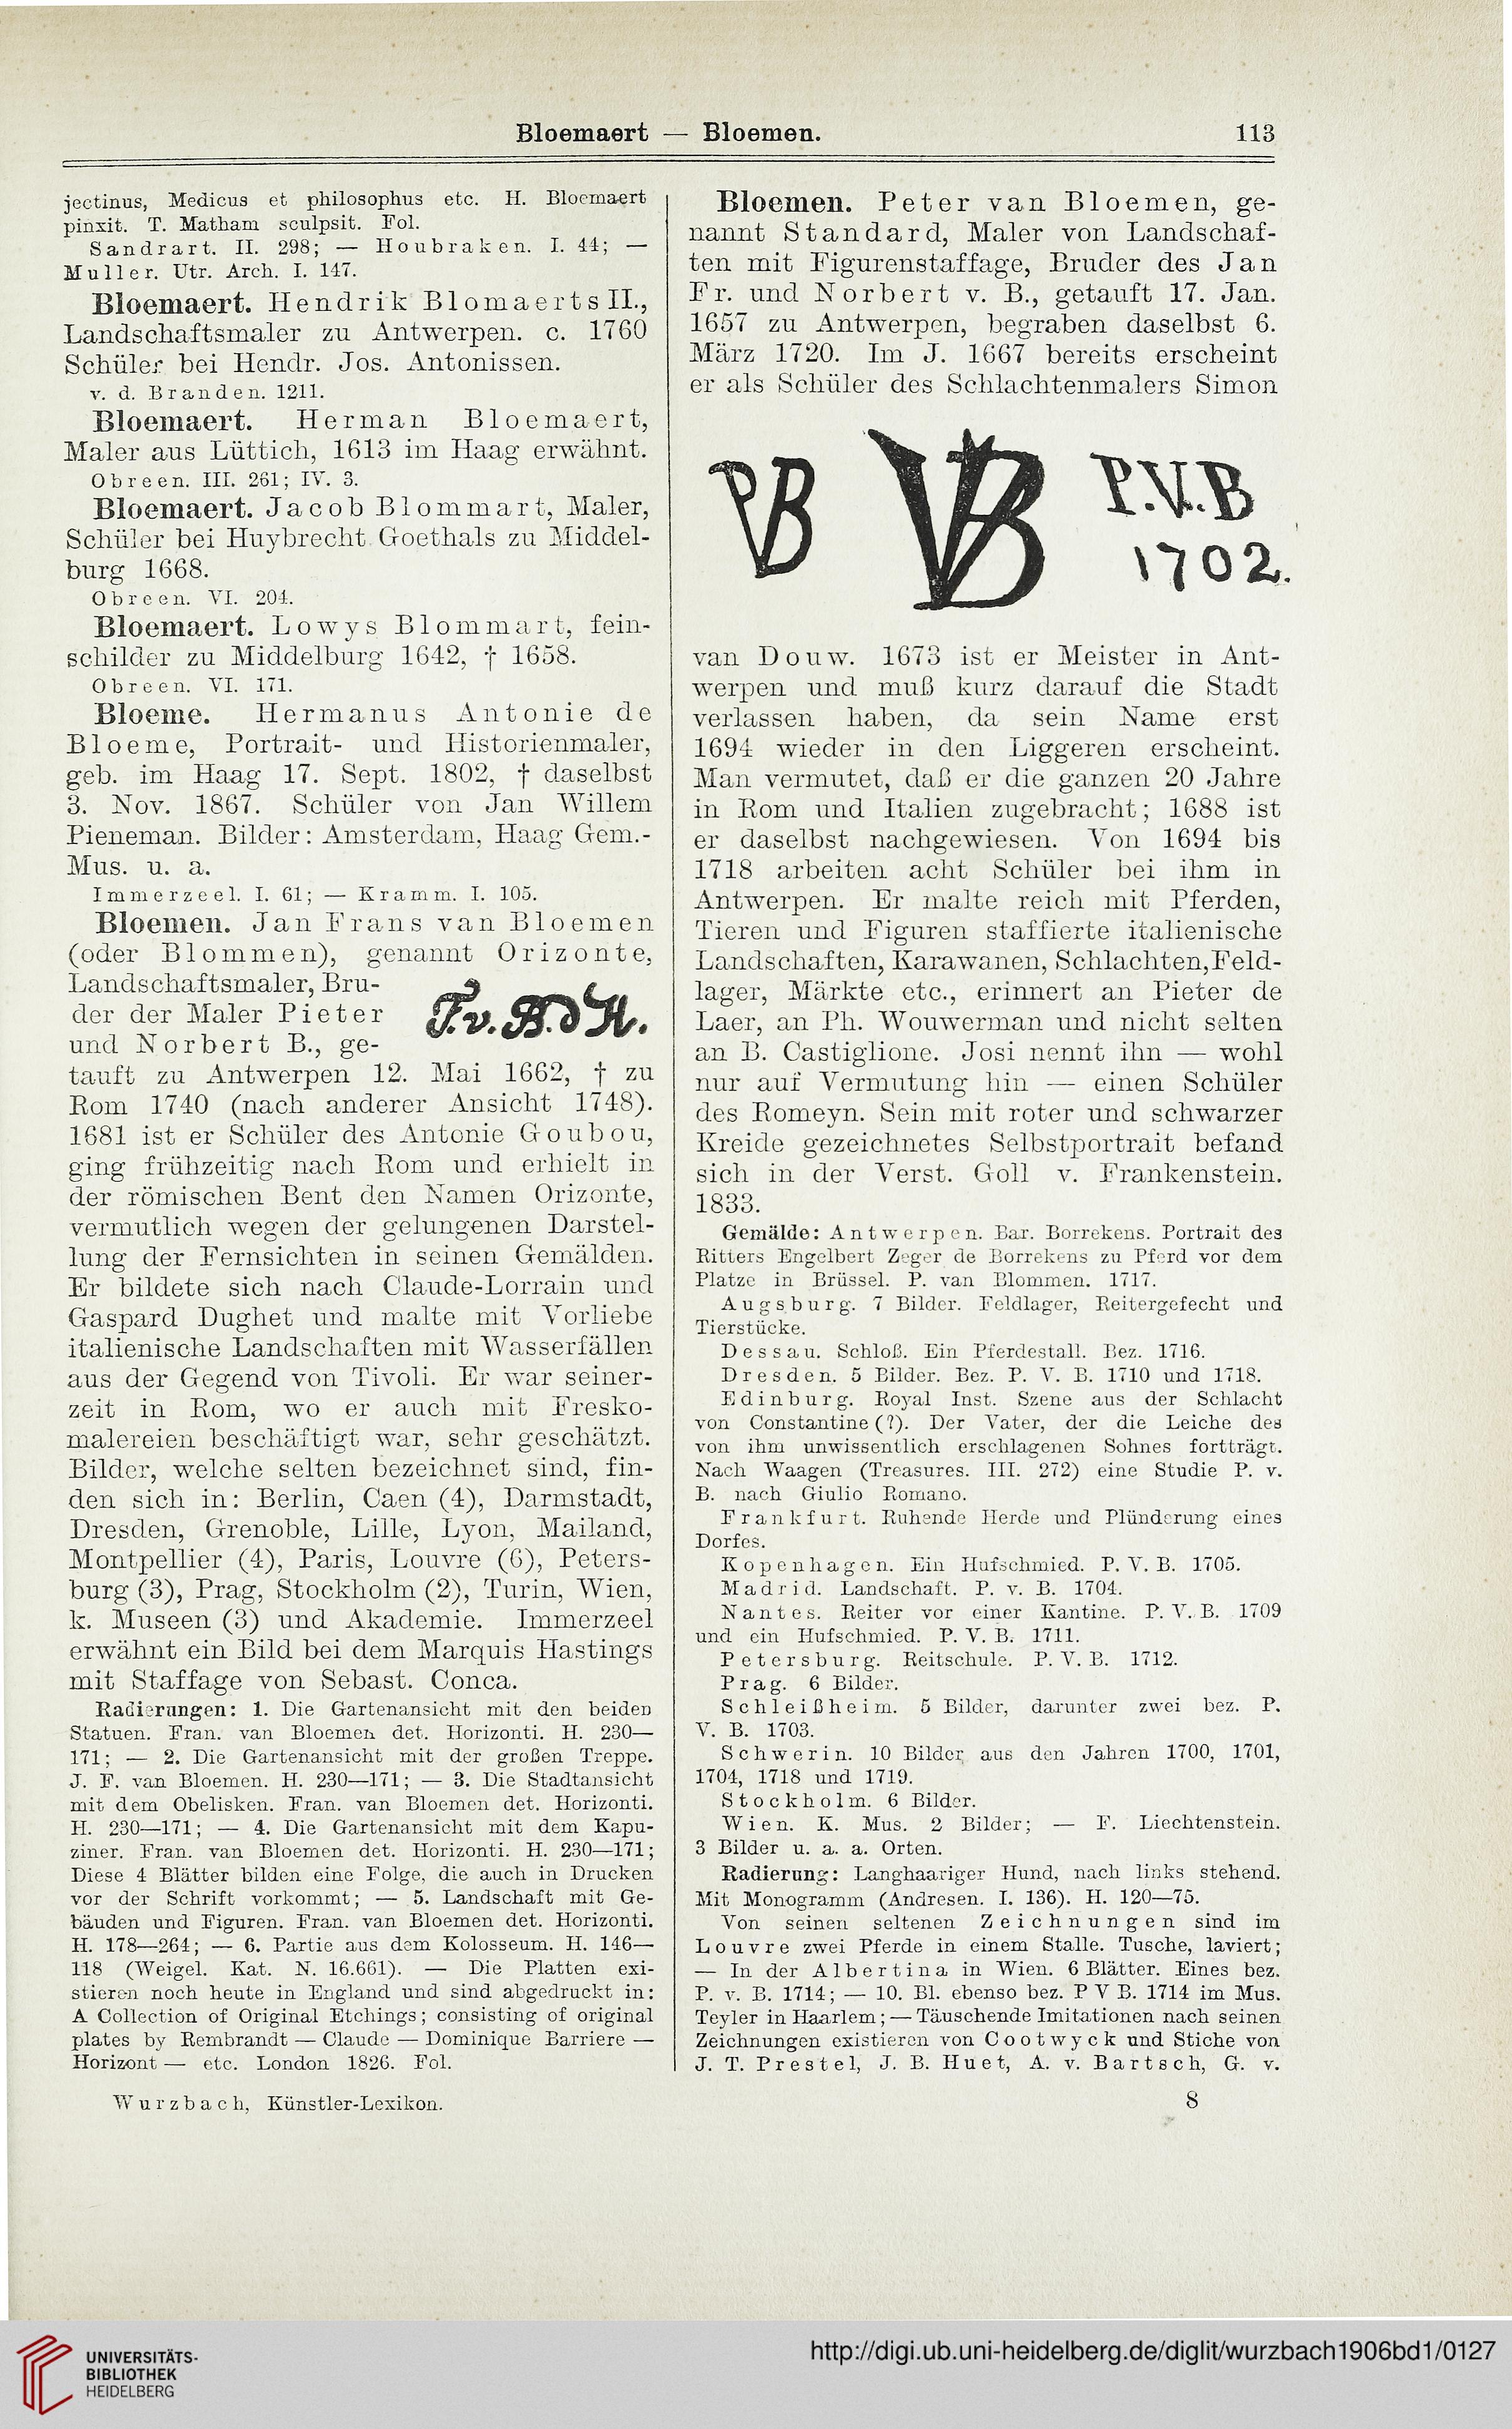 Bloemaert — Bloemen.
113
jectinus, Medicus et philosophus etc. H. Bloemaert
pinxit. T. Matham sculpsit. Fol.
Sandrart. II. 298; — Houbraken. I. 44; —
Muller. Utr. Arch. I. 147.
Bloemaert. Hendrik Blomaerts II.,
Landschaftsmaler zu Antwerpen. c. 1760
Schüler bei Hendr. Jos. Antonissen.
v. d. Branden. 1211.
Bloemaert. Herman Bloemaert,
Maler aus Lüttich, 1613 im Haag erwähnt.
Obreen. III. 261; IV. 3.
Bloemaert. Jacob Blommart, Maler,
Schüler bei Huybrecht Goethals zu Middel-
burg 1668.
Obreen. VI. 204.
Bloemaert. Lowys Blommart, fein-
schilder zu Middelburg 1642, † 1658.
Obreen. VI. 171.
Bloeme. Hermanus Antonie de
Bloeme, Portrait- und Historienmaler,
geb. im Haag 17. Sept. 1802, † daselbst
3. Nov. 1867. Schüler von Jan Willem
Pieneman. Bilder: Amsterdam, Haag Gem.-
Mus. u. a.
Immerzeel. I. 61; — Kramm. I. 105.
Bloemen. Jan Frans van Bloemen
(oder Blommen), genannt Orizonte,
Landschaftsmaler, Bru-
der der Maler Pieter
und Norbert B., ge-
F.v.B.d H.
tauft zu Antwerpen 12. Mai 1662, † zu
Rom 1740 (nach anderer Ansicht 1748).
1681 ist er Schüler des Antonie Goubou,
ging frühzeitig nach Rom und erhielt in
der römischen Bent den Namen Orizonte,
vermutlich wegen der gelungenen Darstel-
lung der Fernsichten in seinen Gemälden.
Er bildete sich nach Claude-Lorrain und
Gaspard Dughet und malte mit Vorliebe
italienische Landschaften mit Wasserfällen
aus der Gegend von Tivoli. Er war seiner-
zeit in Rom, wo er auch mit Fresko-
malereien beschäftigt war, sehr geschätzt.
Bilder, welche selten bezeichnet sind, fin-
den sich in: Berlin, Caen (4), Darmstadt,
Dresden, Grenoble, Lille, Lyon, Mailand,
Montpellier (4), Paris, Louvre (6), Peters-
burg (3), Prag, Stockholm (2), Turin, Wien,
k. Museen (3) und Akademie. Immerzeel
erwähnt ein Bild bei dem Marquis Hastings
mit Staffage von Sebast. Conca.
Radierungen: 1. Die Gartenansicht mit den beiden
Statuen. Fran. van Bloemen det. Horizonti. H. 230—
171; — 2. Die Gartenansicht mit der großen Treppe.
J. F. van Bloemen. H. 230—171; — 3. Die Stadtansicht
mit dem Obelisken. Fran. van Bloemen det. Horizonti.
H. 230—171; — 4. Die Gartenansicht mit dem Kapu-
ziner. Fran. van Bloemen det. Horizonti. H. 230—171;
Diese 4 Blätter bilden eine Folge, die auch in Drucken
vor der Schrift vorkommt; — 5. Landschaft mit Ge-
bäuden und Figuren. Fran. van Bloemen det. Horizonti.
H. 178—264; — 6. Partie aus dem Kolosseum. H. 146—
118 (Weigel. Kat. N. 16.661). — Die Platten exi-
stieren noch heute in England und sind abgedruckt in:
A Collection of Original Etchings; consisting of original
plates by Rembrandt — Claude — Dominique Barriere —
Horizont — etc. London 1826. Fol.
Wurzbach, Künstler-Lexikon.
Bloemen. Peter van Bloemen, ge-
nannt Standard, Maler von Landschaf-
ten mit Figurenstaffage, Bruder des Jan
Fr. und Norbert v. B., getauft 17. Jan.
1657 zu Antwerpen, begraben daselbst 6.
März 1720. Im J. 1667 bereits erscheint
er als Schüler des Schlachtenmalers Simon
PVB VB P.V.B
1702.
van Douw. 1673 ist er Meister in Ant-
werpen und muß kurz darauf die Stadt
verlassen haben, da sein Name erst
1694 wieder in den Liggeren erscheint.
Man vermutet, daß er die ganzen 20 Jahre
in Rom und Italien zugebracht; 1688 ist
er daselbst nachgewiesen. Von 1694 bis
1718 arbeiten acht Schüler bei ihm in
Antwerpen. Er malte reich mit Pferden,
Tieren und Figuren staffierte italienische
Landschaften, Karawanen, Schlachten, Feld-
lager, Märkte etc., erinnert an Pieter de
Laer, an Ph. Wouwerman und nicht selten
an B. Castiglione. Josi nennt ihn — wohl
nur auf Vermutung hin — einen Schüler
des Romeyn. Sein mit roter und schwarzer
Kreide gezeichnetes Selbstportrait befand
sich in der Verst. Goll v. Frankenstein.
1833.
Gemälde: Antwerpen. Bar. Borrekens. Portrait des
Ritters Engelbert Zeger de Borrekens zu Pferd vor dem
Platze in Brüssel. P. van Blommen. 1717.
Augsburg. 7 Bilder. Feldlager, Reitergefecht und
Tierstücke.
Dessau. Schloß. Ein Pferdestall. Bez. 1716.
Dresden. 5 Bilder. Bez. P. V. B. 1710 und 1718.
Edinburg. Royal Inst. Szene aus der Schlacht
von Constantine (?). Der Vater, der die Leiche des
von ihm unwissentlich erschlagenen Sohnes fortträgt.
Nach Waagen (Treasures. III. 272) eine Studie P. v.
B. nach Giulio Romano.
Frankfurt. Ruhende Herde und Plünderung eines
Dorfes.
Kopenhagen. Ein Hufschmied. P. V. B. 1705.
Madrid. Landschaft. P. v. B. 1704.
Nantes. Reiter vor einer Kantine. P. V. B. 1709
und ein Hufschmied. P. V. B. 1711.
Petersburg. Reitschule. P. V. B. 1712.
Prag. 6 Bilder.
Schleißheim. 5 Bilder, darunter zwei bez. P.
V. B. 1703.
Schwerin. 10 Bilder aus den Jahren 1700, 1701,
1704, 1718 und 1719.
Stockholm. 6 Bilder.
Wien. K. Mus. 2 Bilder; — F. Liechtenstein.
3 Bilder u. a. a. Orten.
Radierung: Langhaariger Hund, nach links stehend.
Mit Monogramm (Andresen. I. 136). H. 120—75.
Von seinen seltenen Zeichnungen sind im
Louvre zwei Pferde in einem Stalle. Tusche, laviert;
— In der Albertina in Wien. 6 Blätter. Eines bez.
P. v. B. 1714; — 10. Bl. ebenso bez. P V B. 1714 im Mus.
Teyler in Haarlem; — Täuschende Imitationen nach seinen
Zeichnungen existieren von Cootwyck und Stiche von
J. T. Prestel, J. B. Huet, A. v. Bartsch, G. v.
8
UNIVERSITÄTS-
BIBLIOTHEK
HEIDELBERG
http://digi.ub.uni-heidelberg.de/diglit/wurzbach1906bd1/0127